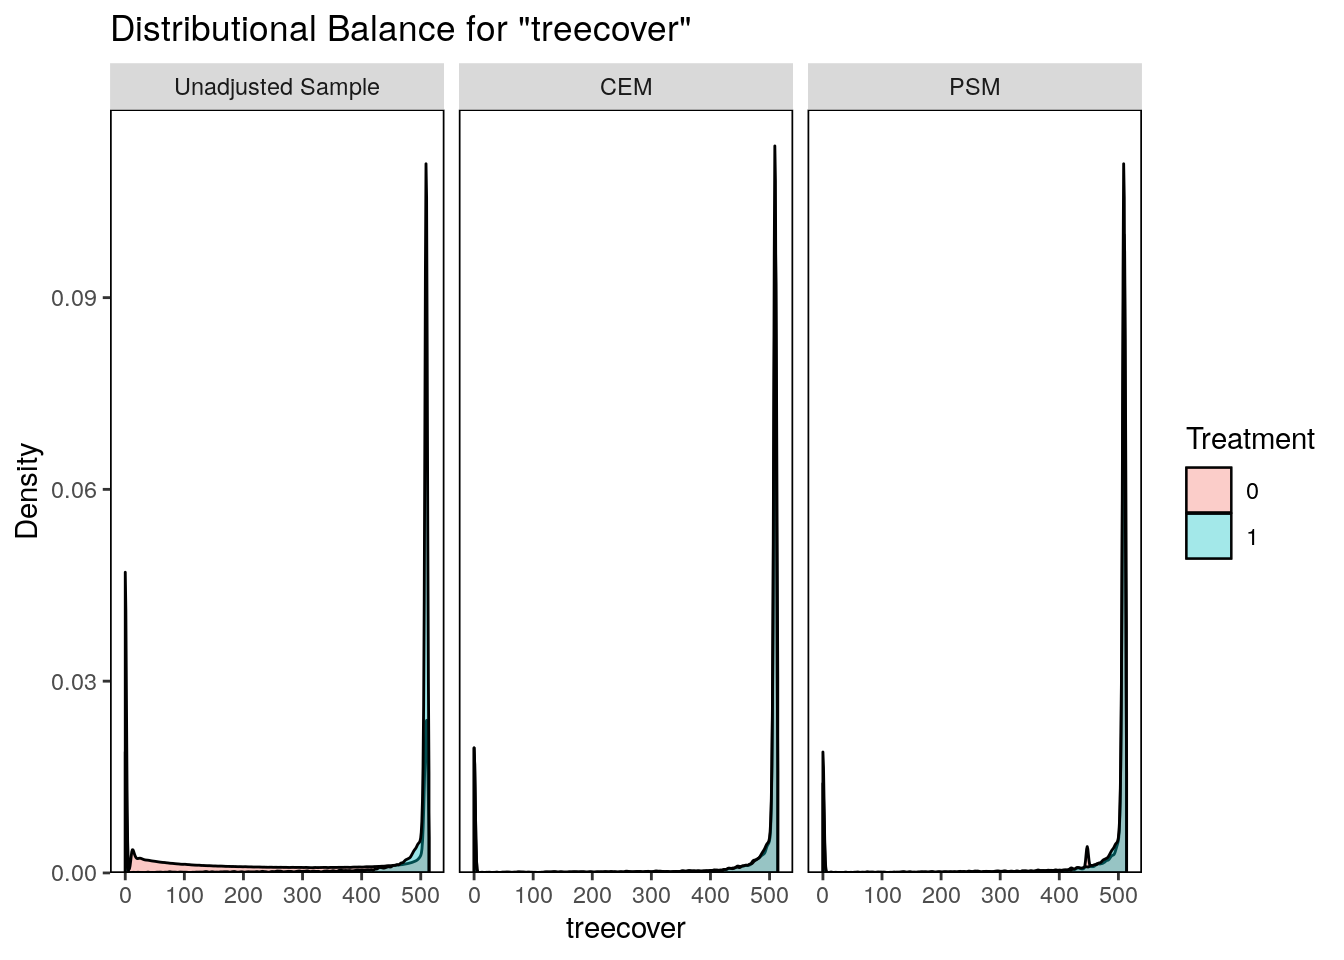 Distributional Balance for "treecover"
Unadjusted Sample CEM PSM
Density
0.09
0.06
0.03
0.00
0 100 200 300 400 500 0 100 200 300 400 500 0 100 200 300 400 500
treecover
Treatment
0
1